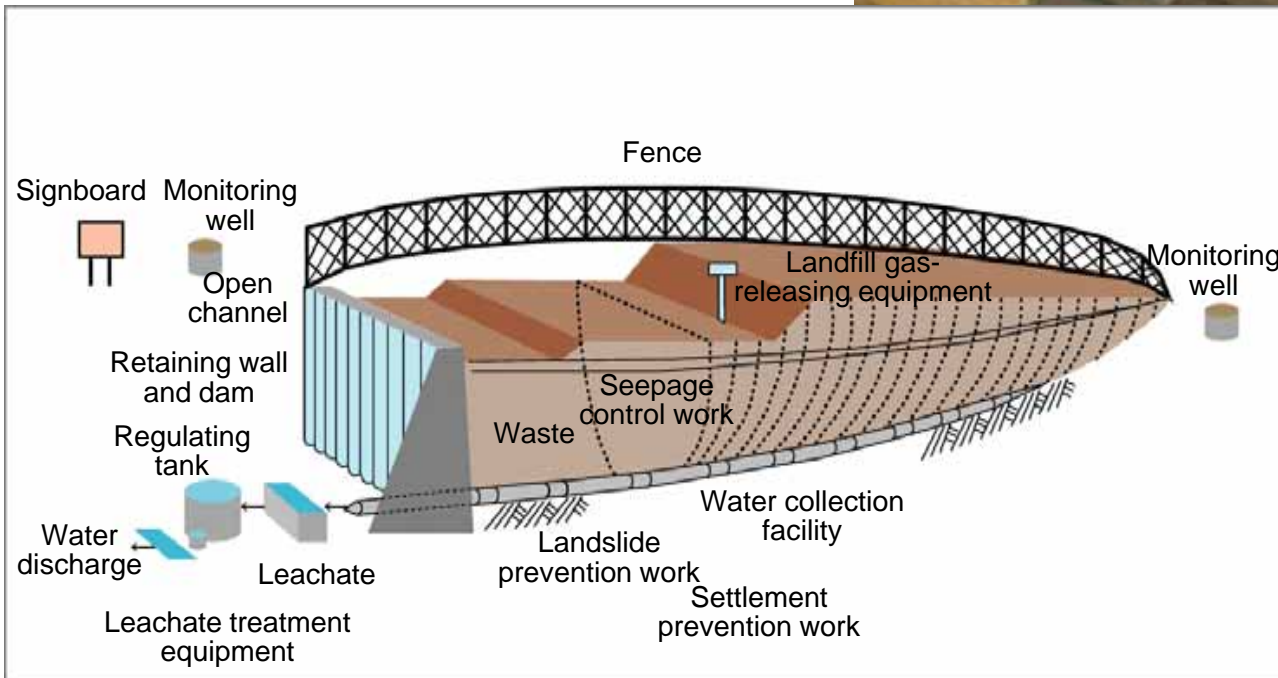 Fence
Signboard
Monitoring
well
Landfill gas-
releasing equipment
Monitoring
well
Open
channel
Retaining wall
and dam
Seepage
control work
Waste
Regulating
tank
Water collection
facility
Water
discharge
Leachate
Landslide
prevention work
Settlement
prevention work
Leachate treatment
equipment